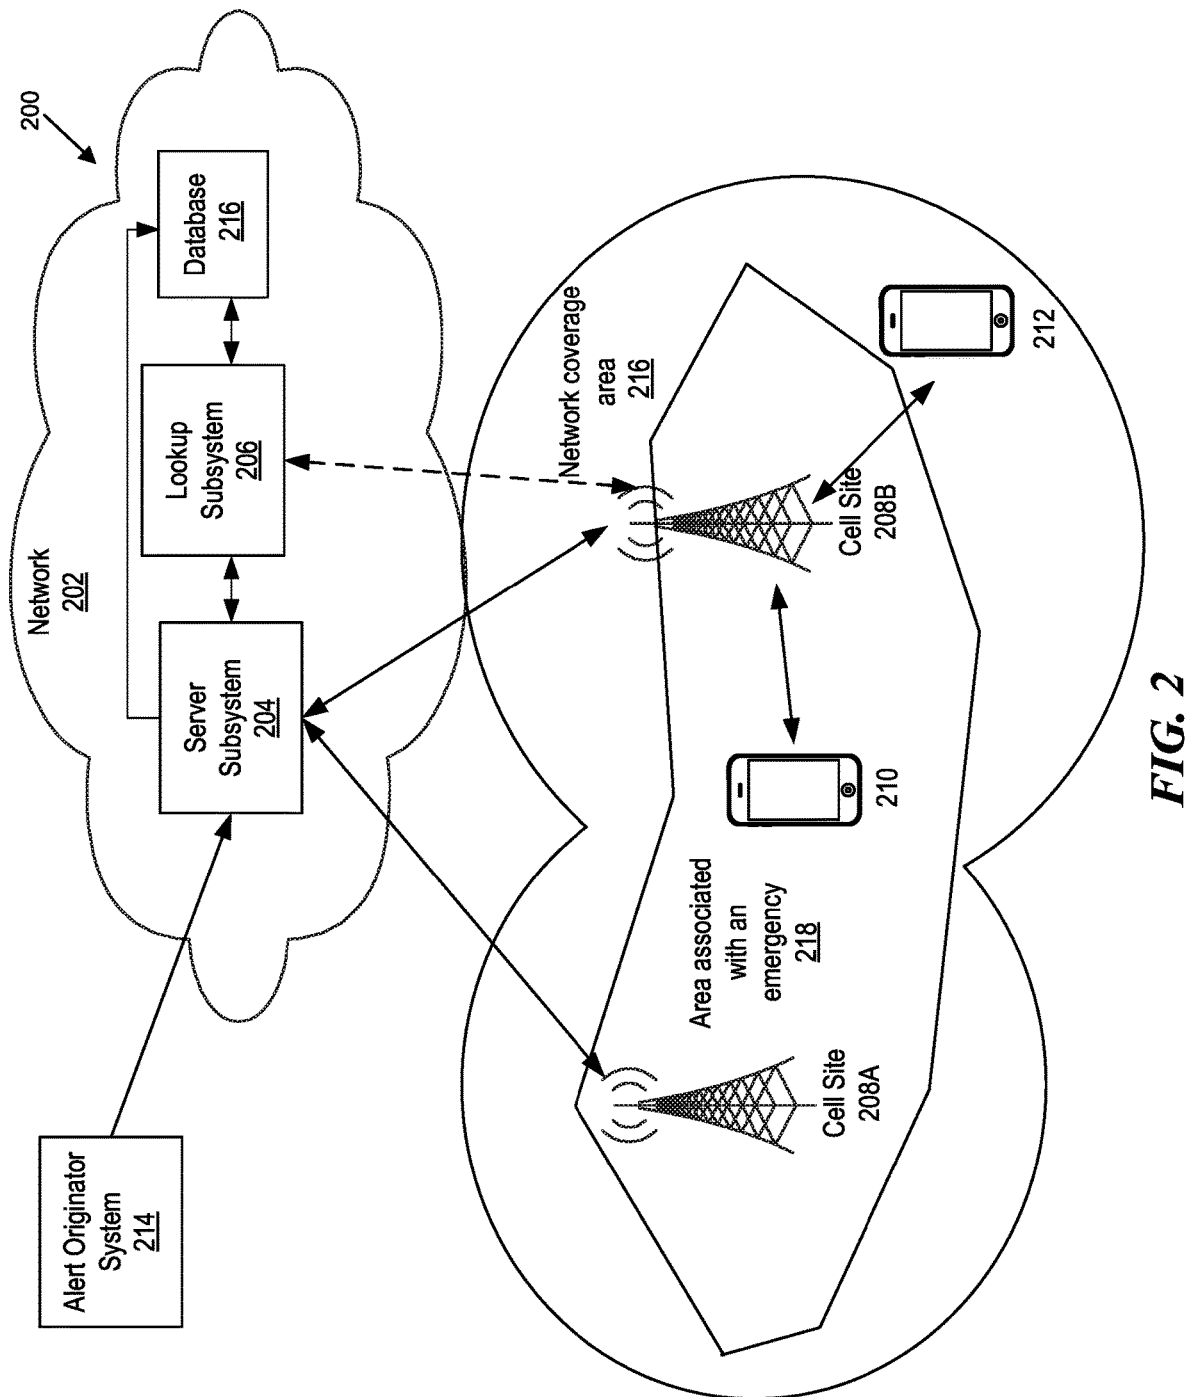 200
Network
202
Alert Originator
System
214
Server
Subsystem
204
Lookup
Subsystem
206
Database
216
Network coverage
area
216
Area associated
with an
emergency
218
Cell Site
208A
210
Cell Site
208B
212
FIG. 2